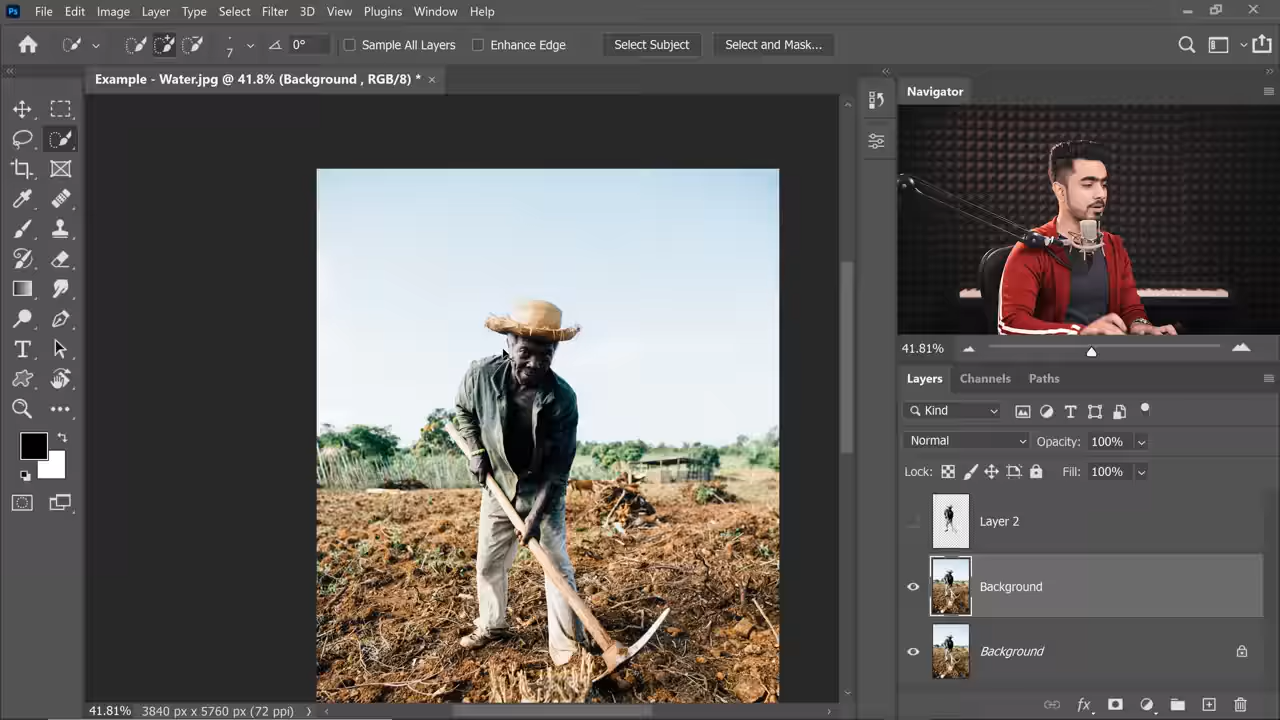 Ps File Edit Image Layer Type Select Filter 3D View Plugins Window Help
7 0° Sample All Layers Enhance Edge Select Subject Select and Mask...
Example - Water.jpg @ 41.8% (Background , RGB/8) * ×
Navigator
41.81%
Layers Channels Paths
Kind
Normal Opacity: 100%
Lock: Fill: 100%
Layer 2
Background
Background
fx
41.81% 3840 px x 5760 px (72 ppi)